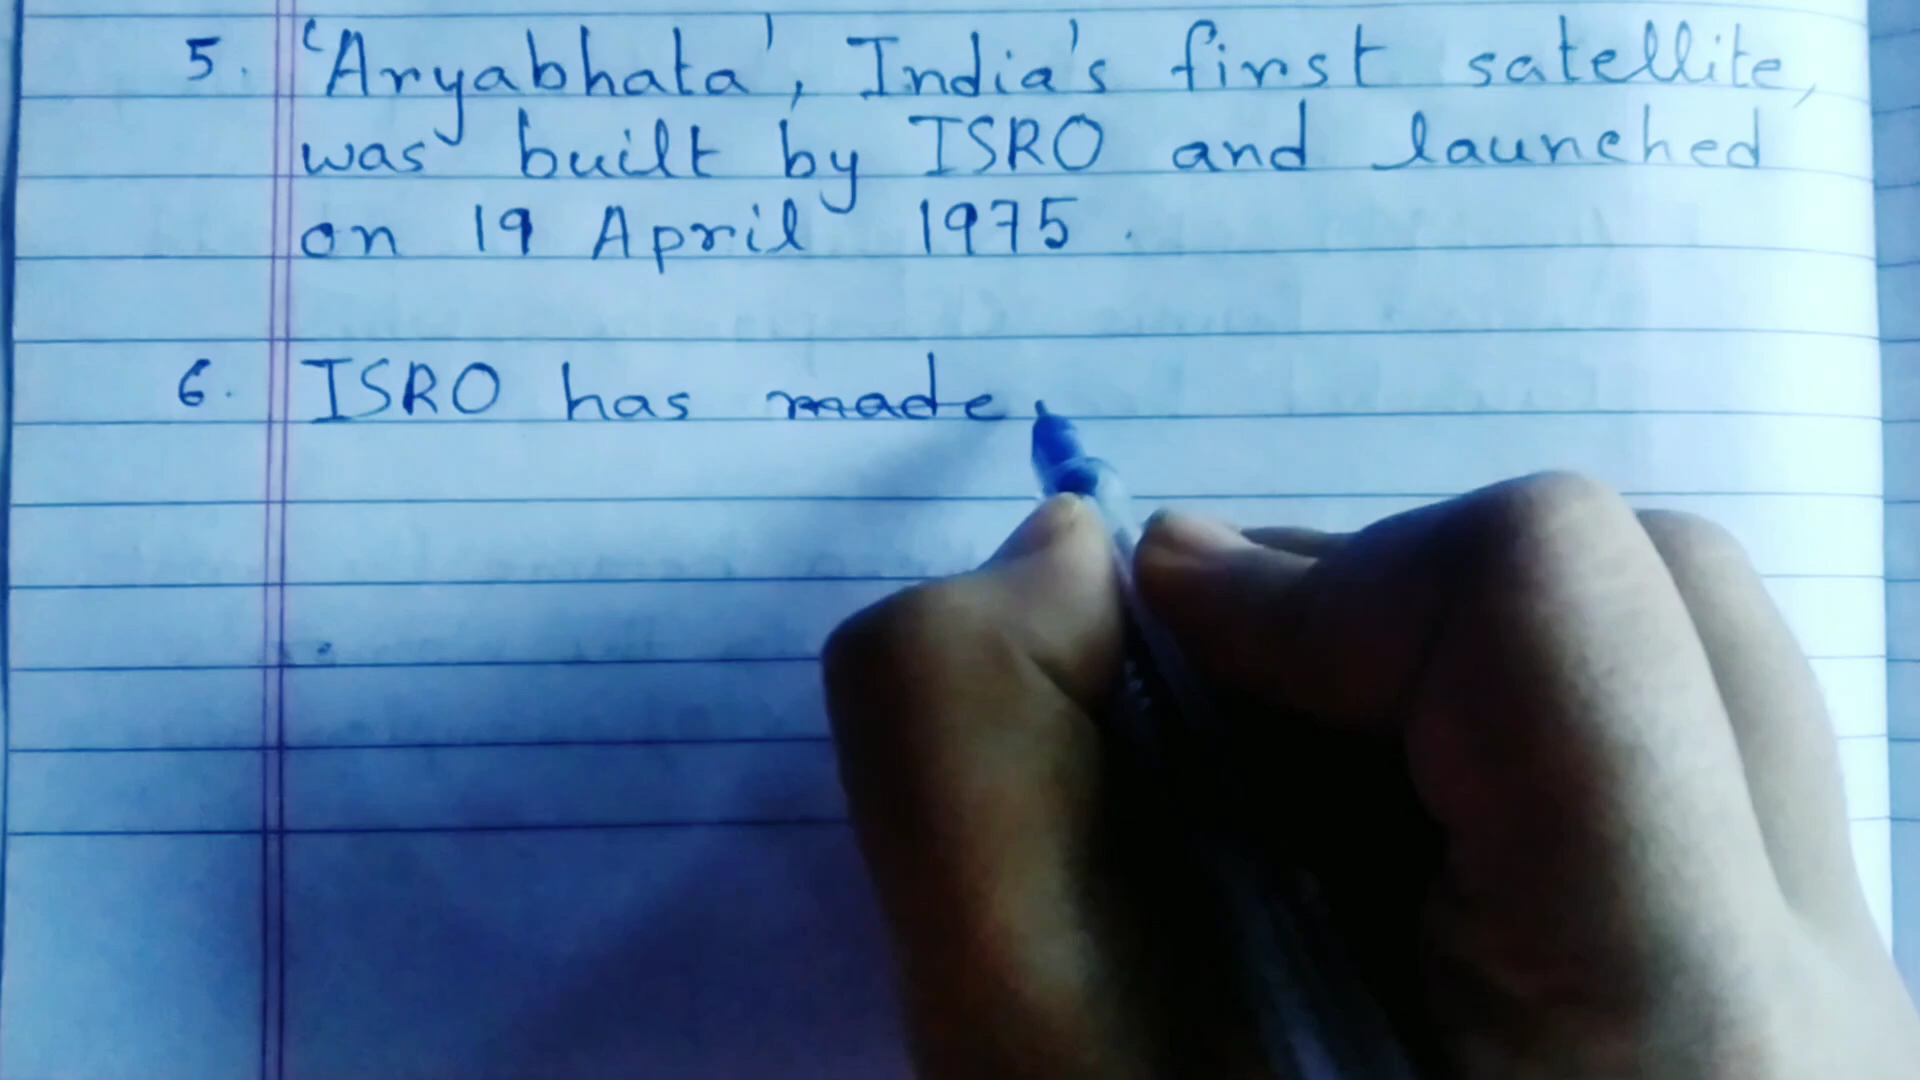 5. 'Aryabhata', India's first satellite,
was built by ISRO and launched
on 19 April 1975.
6. ISRO has made